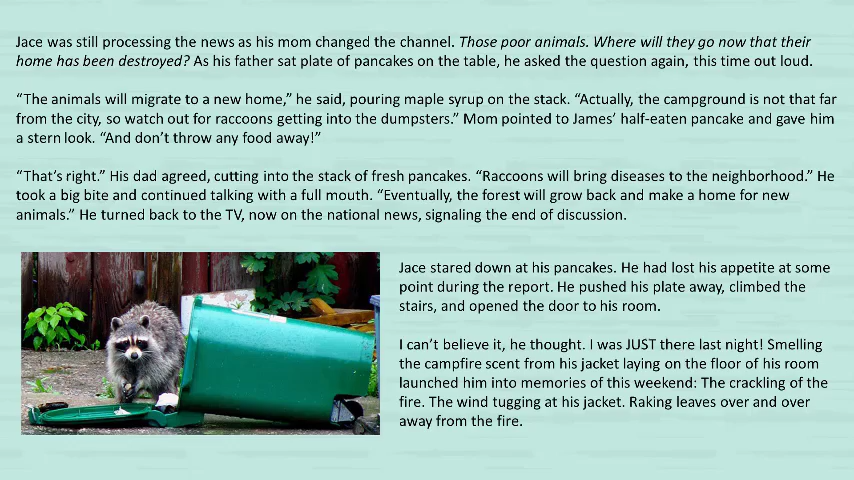 Jace was still processing the news as his mom changed the channel. Those poor animals. Where will they go now that their
home has been destroyed? As his father sat plate of pancakes on the table, he asked the question again, this time out loud.
“The animals will migrate to a new home,” he said, pouring maple syrup on the stack. “Actually, the campground is not that far
from the city, so watch out for raccoons getting into the dumpsters.” Mom pointed to James’ half-eaten pancake and gave him
a stern look. “And don’t throw any food away!”
“That’s right.” His dad agreed, cutting into the stack of fresh pancakes. “Raccoons will bring diseases to the neighborhood.” He
took a big bite and continued talking with a full mouth. “Eventually, the forest will grow back and make a home for new
animals.” He turned back to the TV, now on the national news, signaling the end of discussion.
Jace stared down at his pancakes. He had lost his appetite at some
point during the report. He pushed his plate away, climbed the
stairs, and opened the door to his room.
I can’t believe it, he thought. I was JUST there last night! Smelling
the campfire scent from his jacket laying on the floor of his room
launched him into memories of this weekend: The crackling of the
fire. The wind tugging at his jacket. Raking leaves over and over
away from the fire.